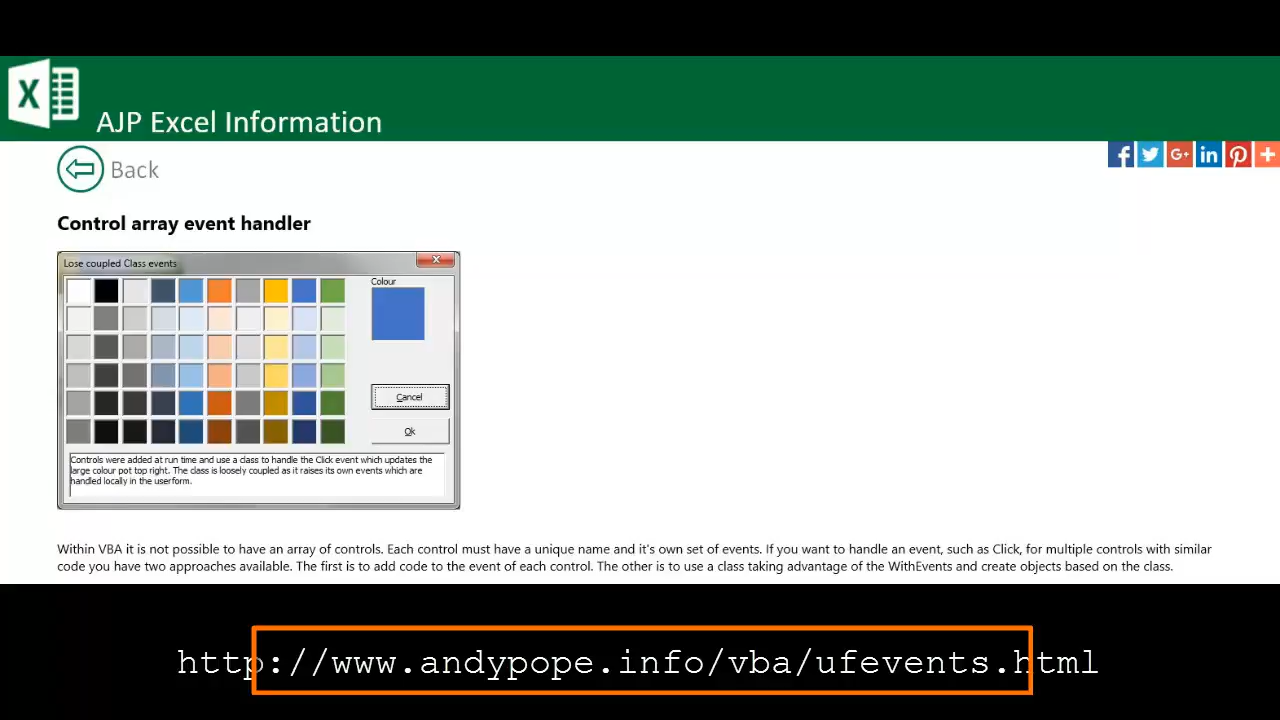 X
AJP Excel Information
Back
Control array event handler
Lose coupled Class events
Colour
Cancel
Ok
Controls were added at run time and use a class to handle the Click event which updates the
large colour pot top right. The class is loosely coupled as it raises its own events which are
handled locally in the userform.
Within VBA it is not possible to have an array of controls. Each control must have a unique name and it's own set of events. If you want to handle an event, such as Click, for multiple controls with similar
code you have two approaches available. The first is to add code to the event of each control. The other is to use a class taking advantage of the WithEvents and create objects based on the class.
http://www.andypope.info/vba/ufevents.html